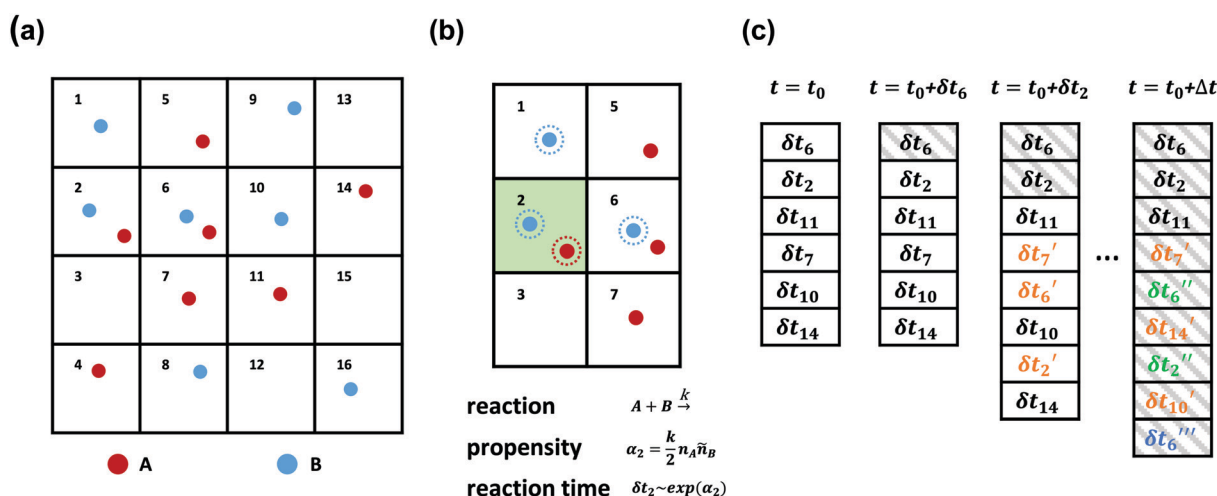 (a)
1 5 9 13
2 6 10 14
3 7 11 15
4 8 12 16
A B
(b)
1 5
2 6
3 7
reaction A + B →ᵏ
propensity α₂ = k/2 n_A ñ_B
reaction time δt₂~exp(α₂)
(c)
t = t₀ t = t₀+δt₆ t = t₀+δt₂ t = t₀+Δt
δt₆ δt₆ δt₆ δt₆
δt₂ δt₂ δt₂ δt₂
δt₁₁ δt₁₁ δt₁₁ δt₁₁
δt₇ δt₇ δt₇′ ... δt₇′
δt₁₀ δt₁₀ δt₆′ δt₆′′
δt₁₄ δt₁₄ δt₁₀ δt₁₄′
δt₂′ δt₂′′
δt₁₄ δt₁₀′
δt₆′′′